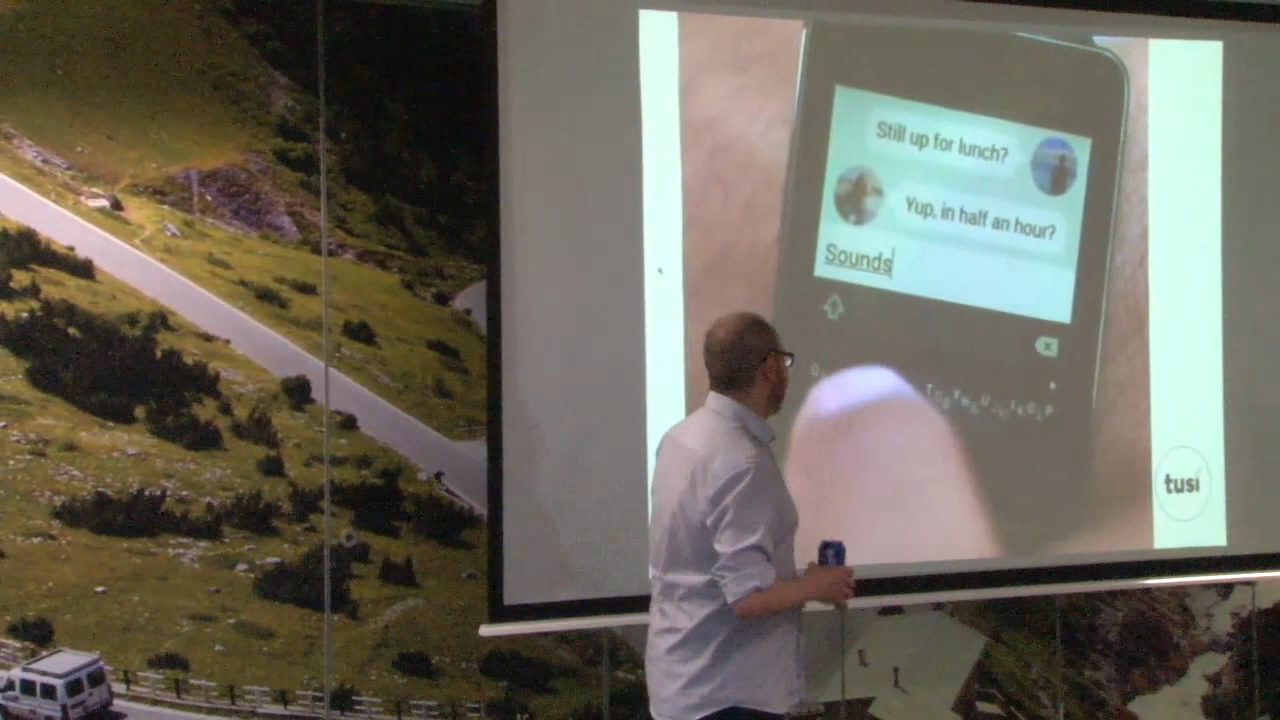 Still up for lunch?
Yup, in half an hour?
Sounds
tusi